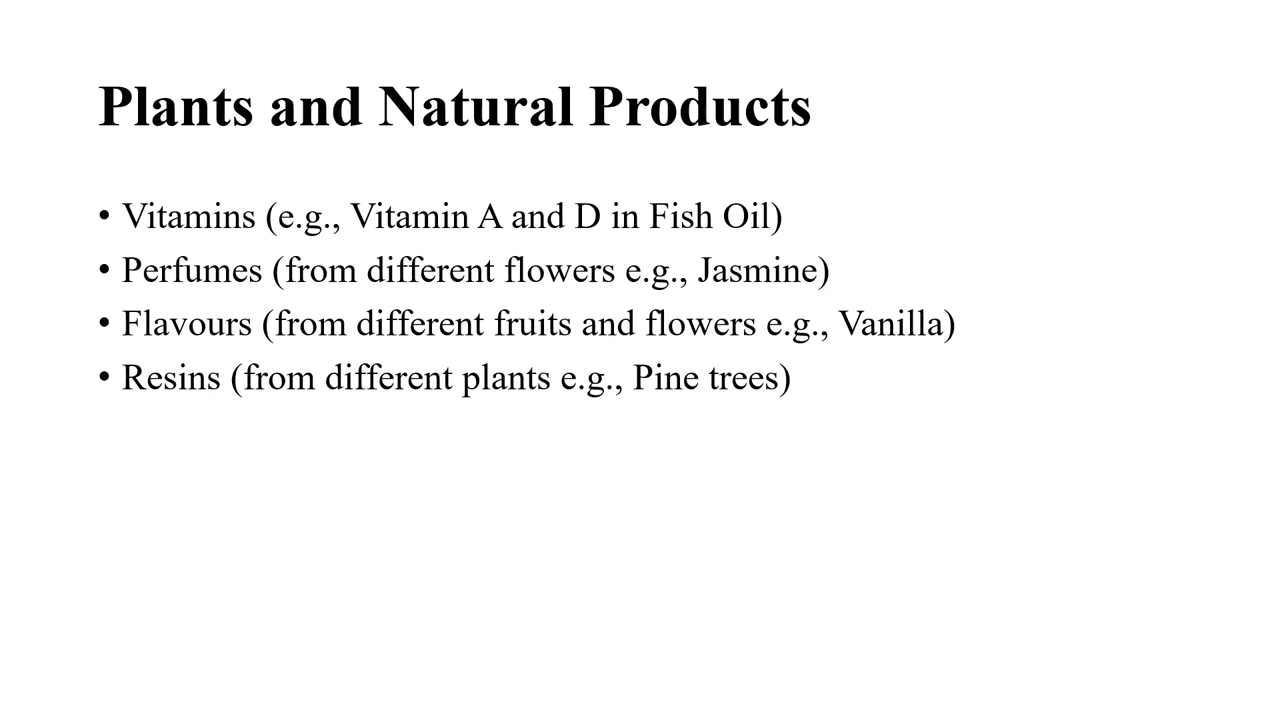 Plants and Natural Products
• Vitamins (e.g., Vitamin A and D in Fish Oil)
• Perfumes (from different flowers e.g., Jasmine)
• Flavours (from different fruits and flowers e.g., Vanilla)
• Resins (from different plants e.g., Pine trees)